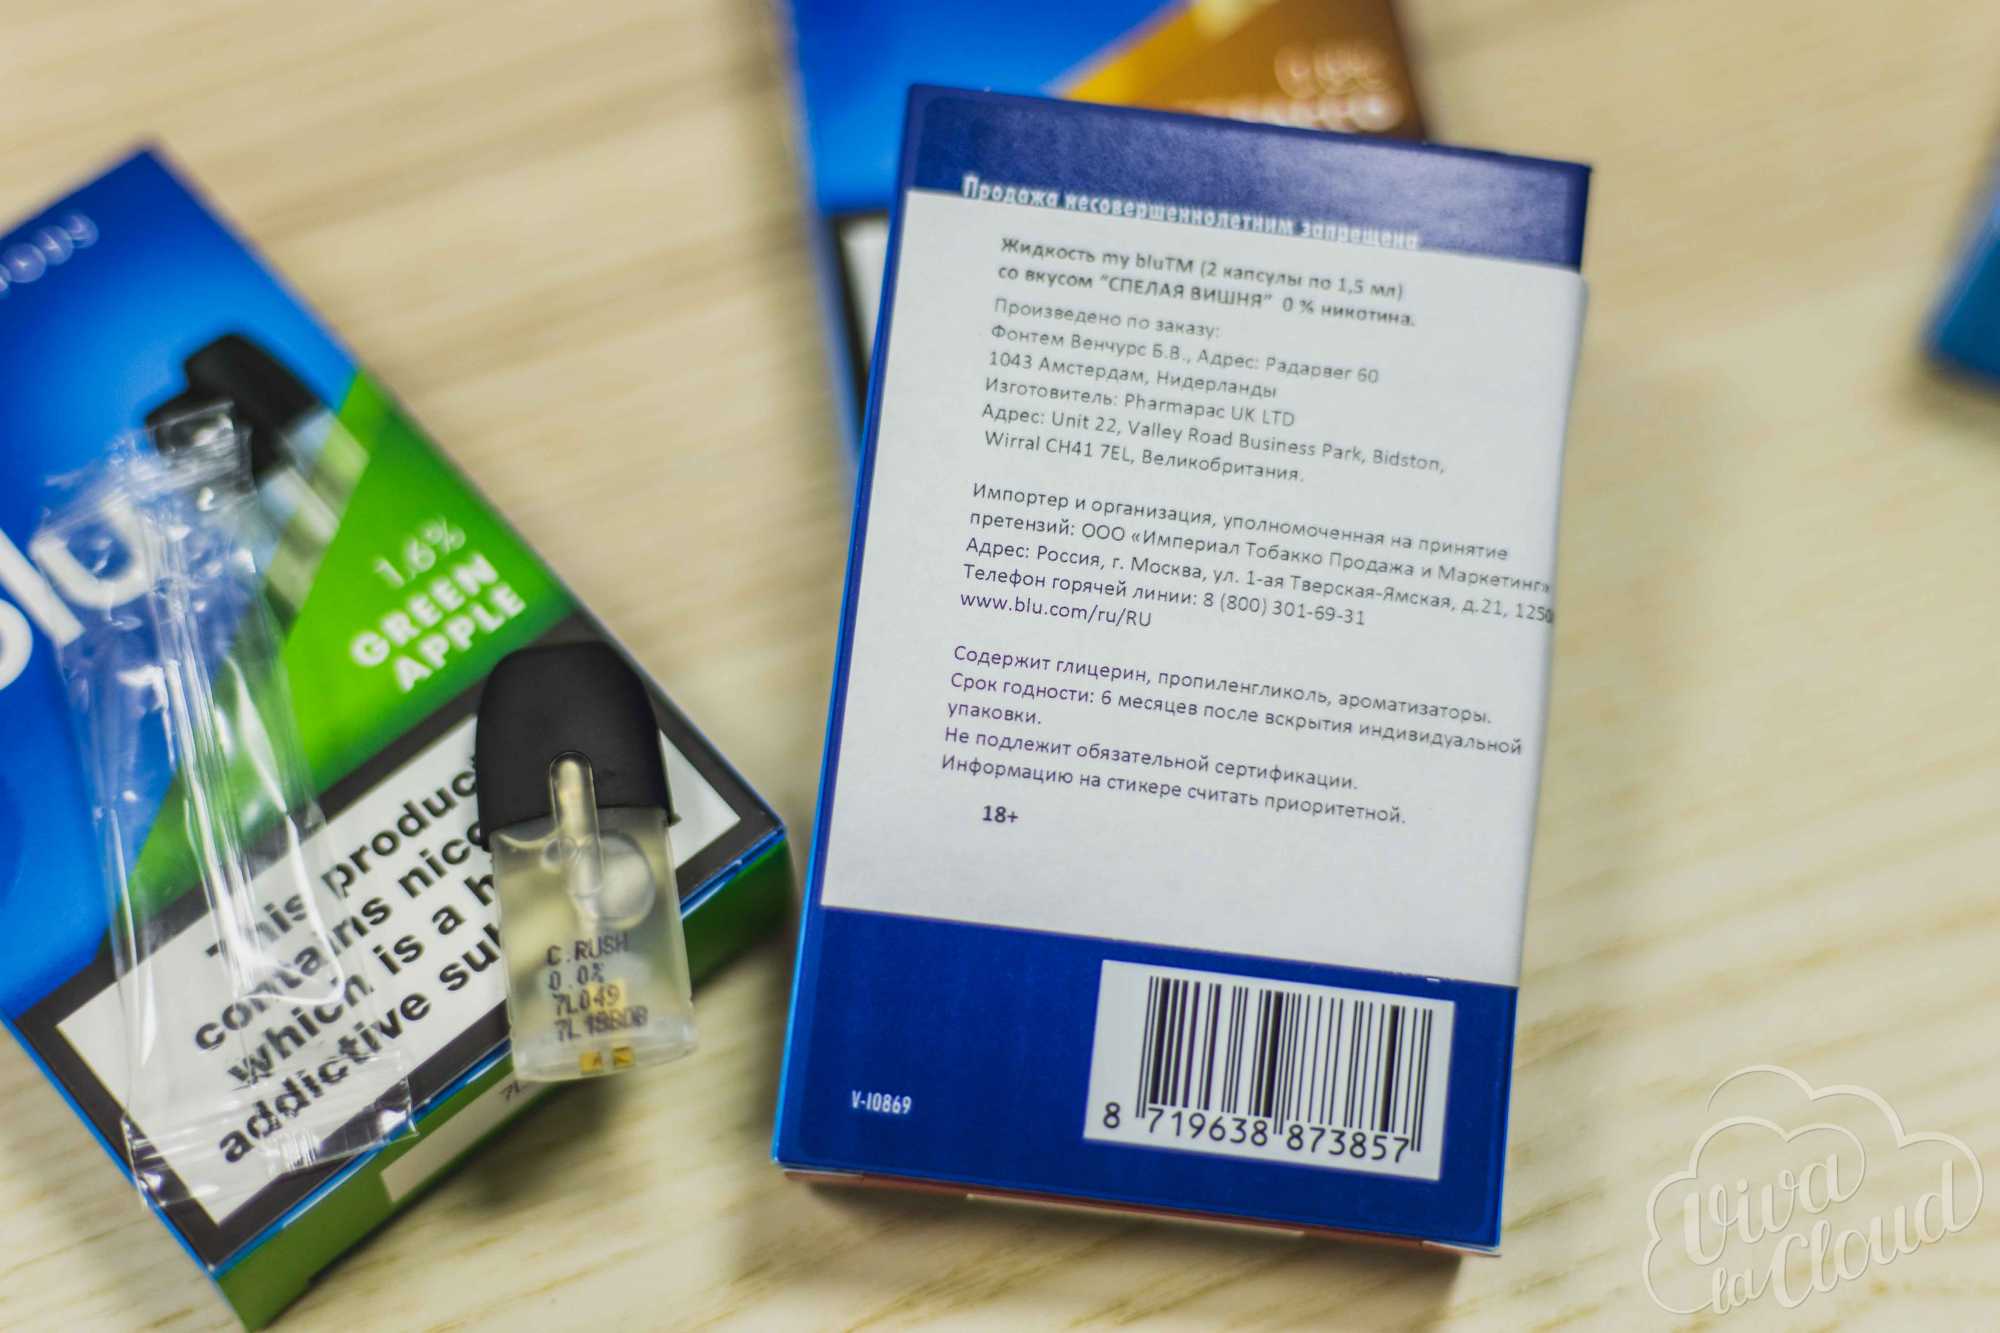 blu
1,6%
GREEN
APPLE
This product
contains
which is a
addictive
C.RUSH
0.0%
7L049
Продажа несовершеннолетним запрещена
Жидкость my bluTM (2 капсулы по 1,5 мл)
со вкусом "СПЕЛАЯ ВИШНЯ" 0 % никотина.
Произведено по заказу:
Фонтем Венчурс Б.В., Адрес: Радарвег 60
1043 Амстердам, Нидерланды
Изготовитель: Pharmapac UK LTD
Адрес: Unit 22, Valley Road Business Park, Bidston,
Wirral CH41 7EL, Великобритания.
Импортер и организация, уполномоченная на принятие
претензий: ООО «Империал Тобакко Продажа и Маркетинг»
Адрес: Россия, г. Москва, ул. 1-ая Тверская-Ямская, д.21,
Телефон горячей линии: 8 (800) 301-69-31
www.blu.com/ru/RU
Содержит глицерин, пропиленгликоль, ароматизаторы.
Срок годности: 6 месяцев после вскрытия индивидуальной
упаковки.
Не подлежит обязательной сертификации.
Информацию на стикере считать приоритетной.
18+
V-10869
8 719638 873857
Viva
la Cloud